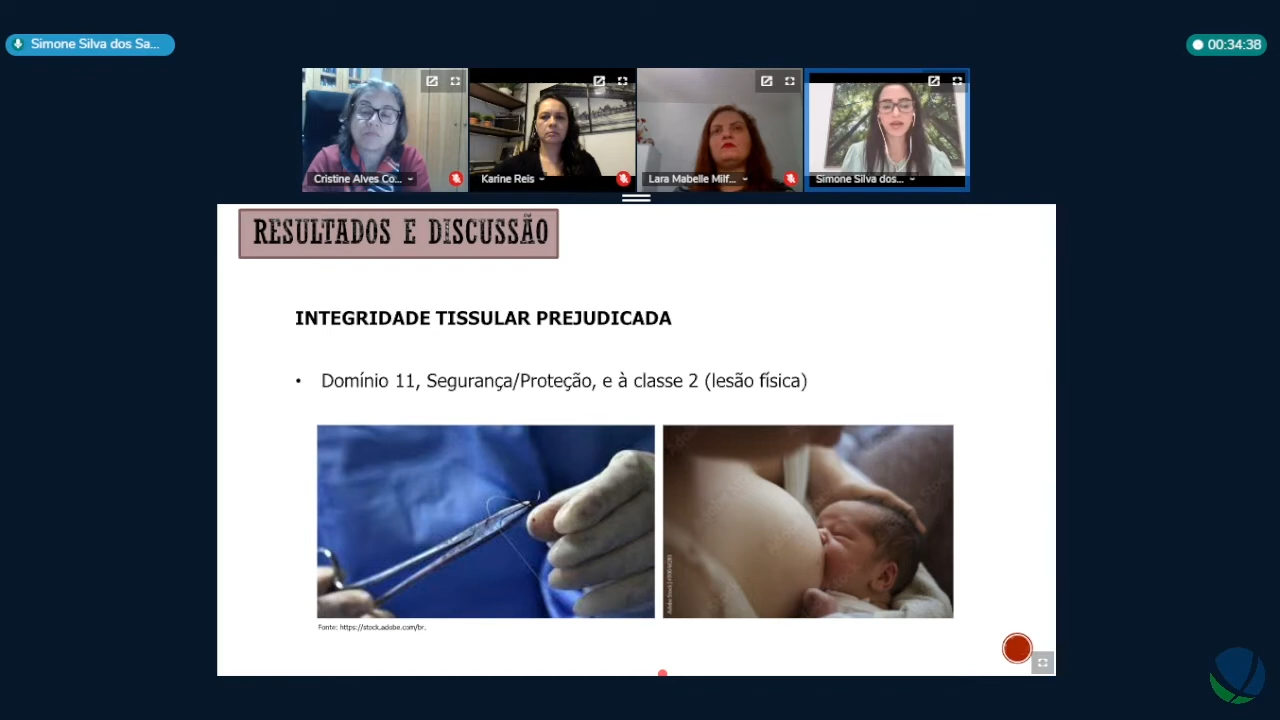 Simone Silva dos Sa...
00:34:38
Cristine Alves Co...
Karine Reis
Lara Mabelle Milf...
Simone Silva dos...
RESULTADOS E DISCUSSÃO
INTEGRIDADE TISSULAR PREJUDICADA
• Domínio 11, Segurança/Proteção, e à classe 2 (lesão física)
Fonte: https://stock.adobe.com/br.